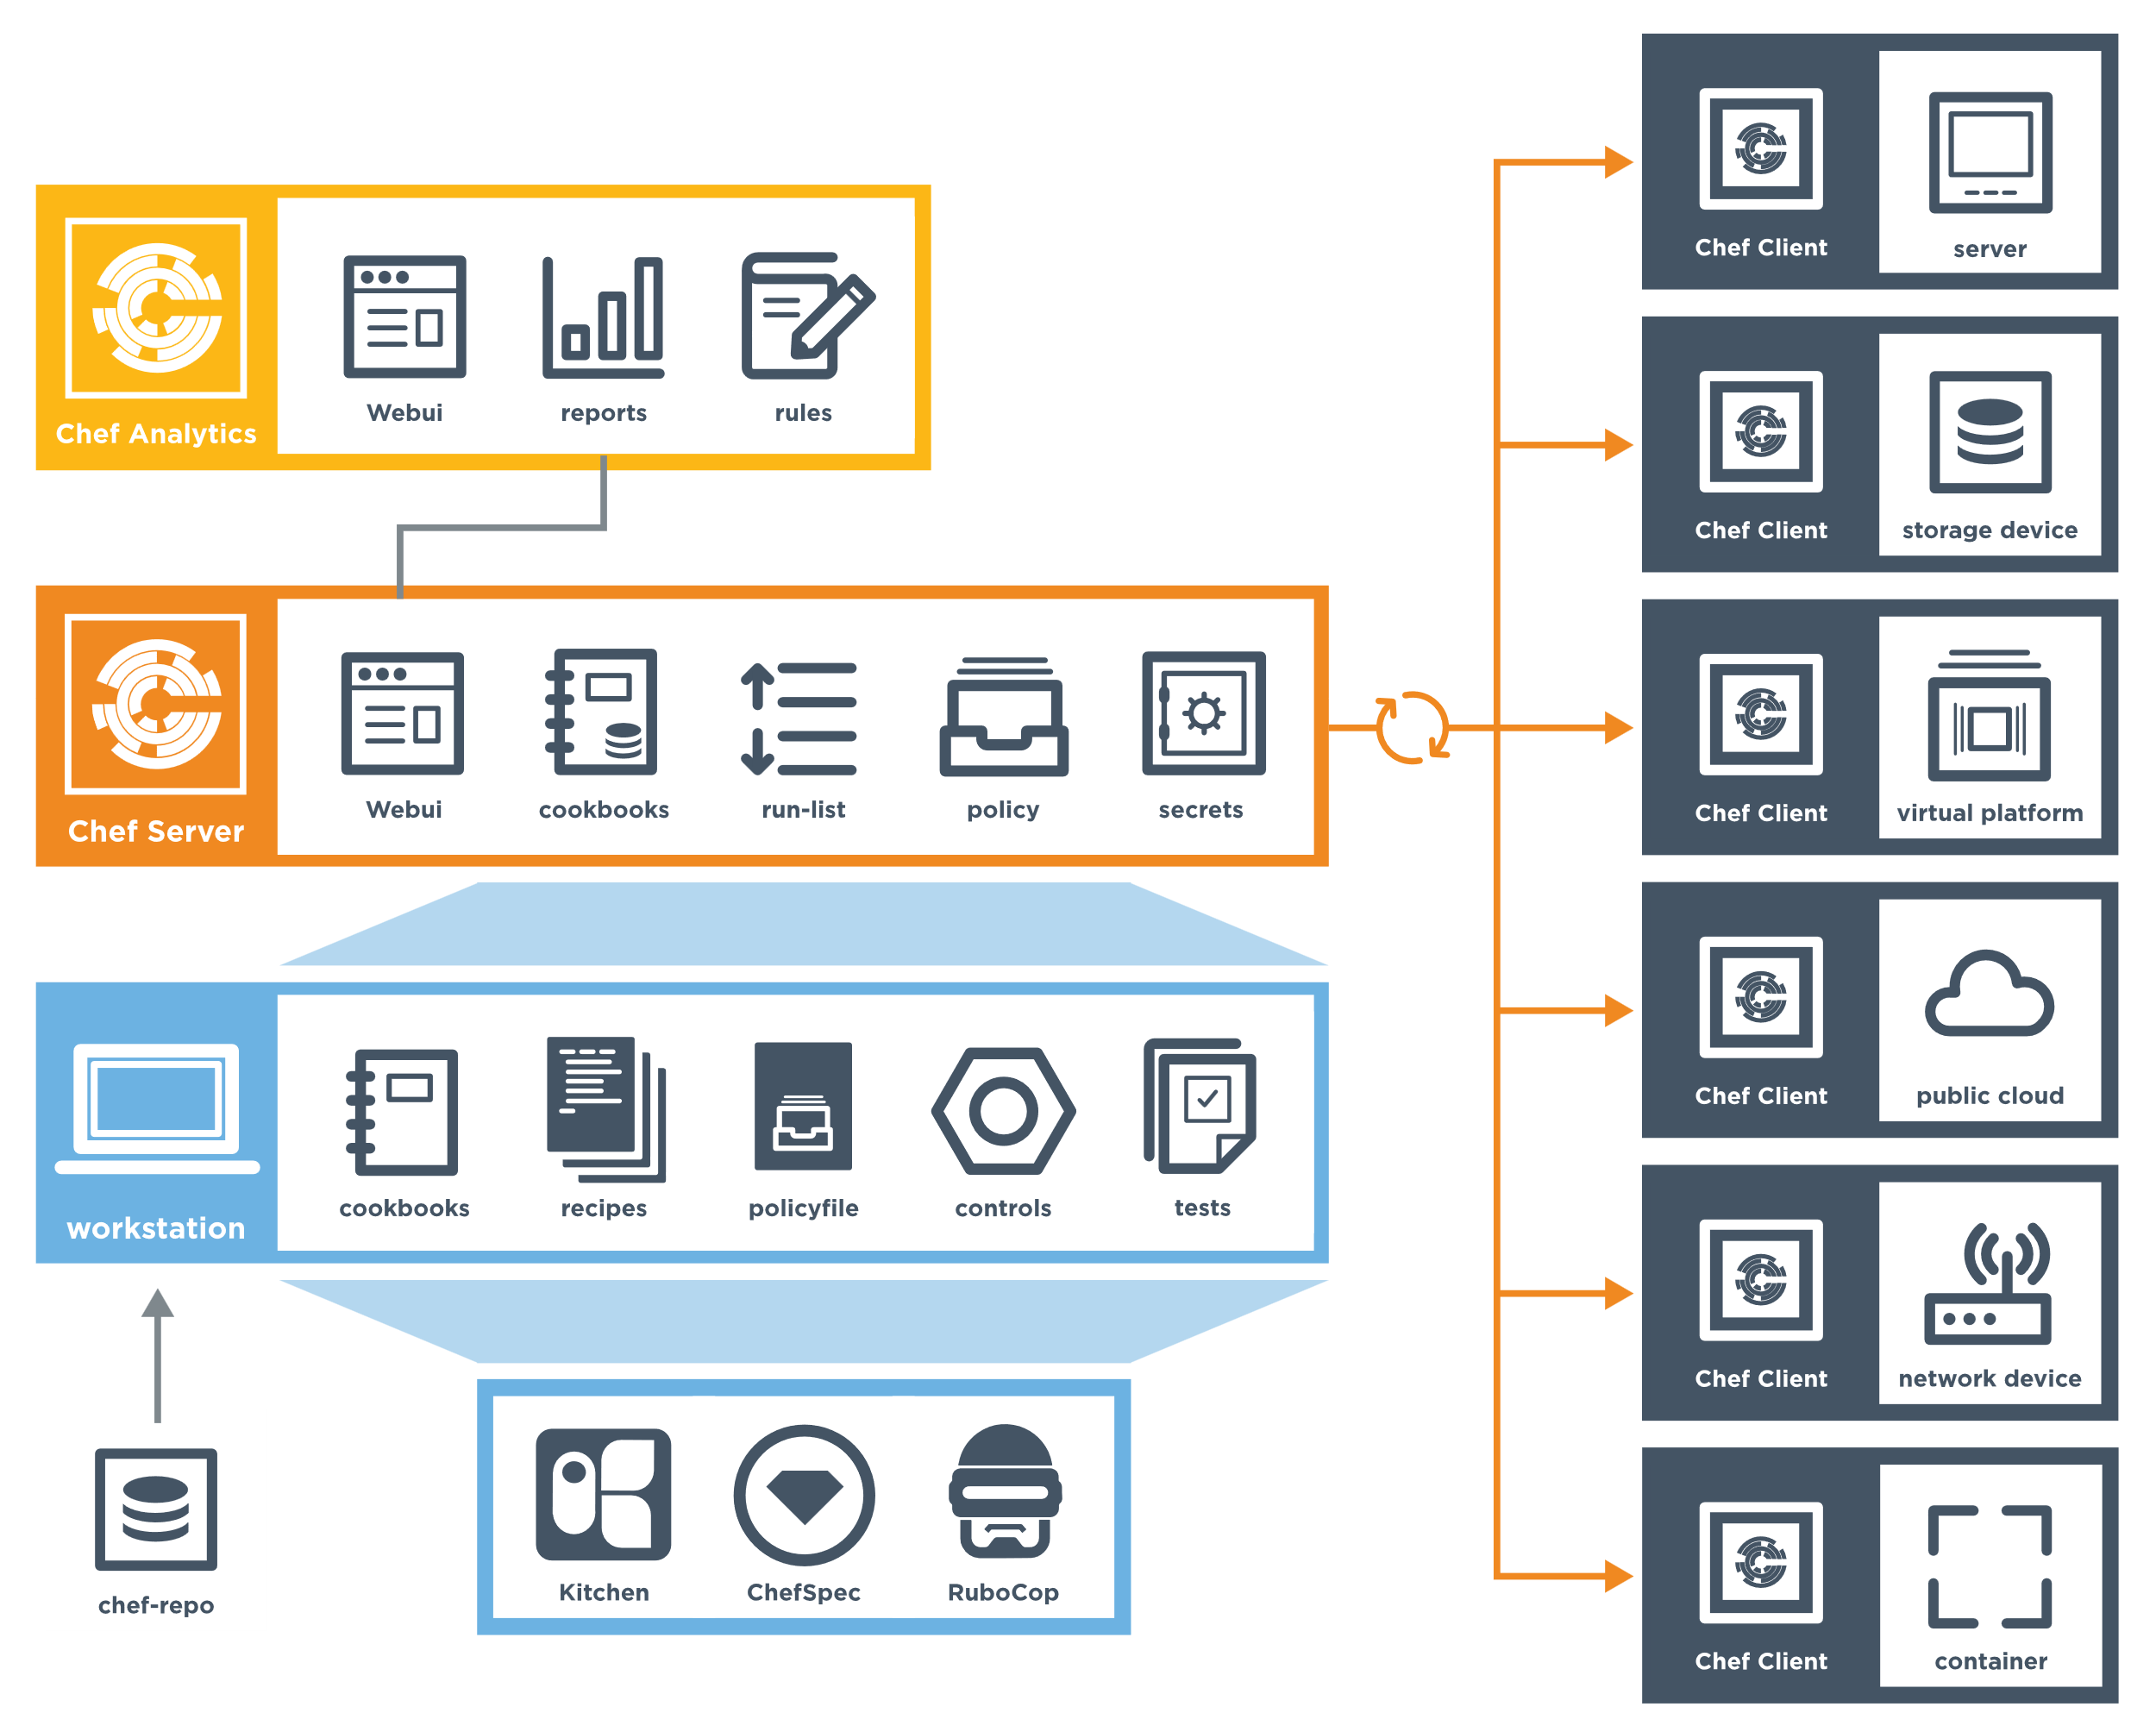 Chef Analytics
Webui
reports
rules
Chef Server
Webui
cookbooks
run-list
policy
secrets
workstation
cookbooks
recipes
policyfile
controls
tests
chef-repo
Kitchen
ChefSpec
RuboCop
Chef Client
server
Chef Client
storage device
Chef Client
virtual platform
Chef Client
public cloud
Chef Client
network device
Chef Client
container